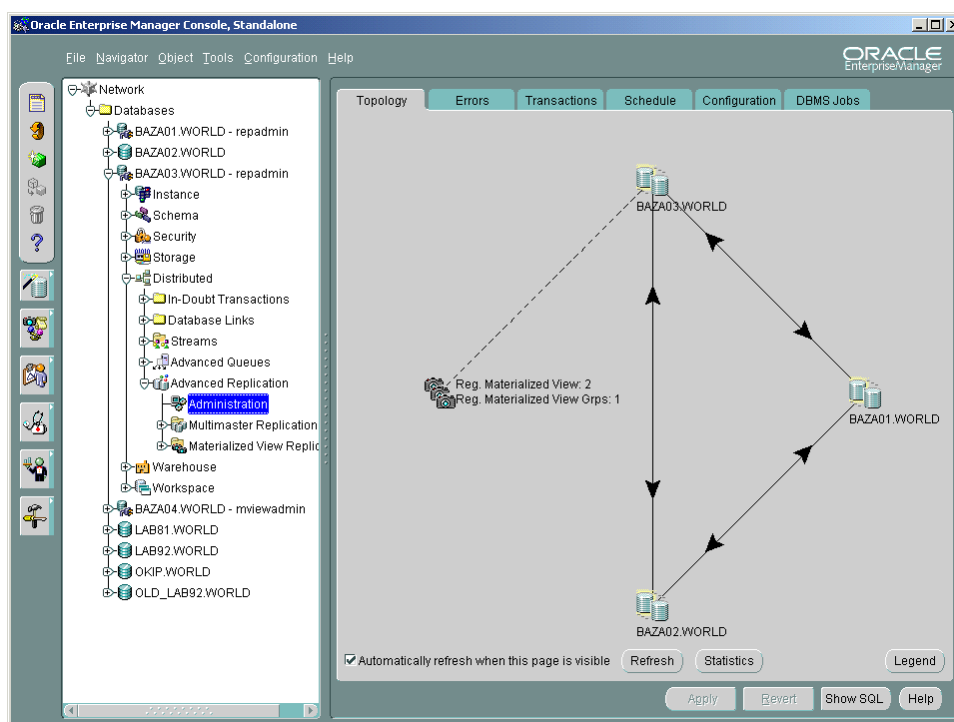 Oracle Enterprise Manager Console, Standalone
File Navigator Object Tools Configuration Help
ORACLE
EnterpriseManager
Network
Databases
BAZA01.WORLD - repadmin
BAZA02.WORLD
BAZA03.WORLD - repadmin
Instance
Schema
Security
Storage
Distributed
In-Doubt Transactions
Database Links
Streams
Advanced Queues
Advanced Replication
Administration
Multimaster Replication
Materialized View Replic
Warehouse
Workspace
BAZA04.WORLD - mviewadmin
LAB81.WORLD
LAB92.WORLD
OKIP.WORLD
OLD_LAB92.WORLD
Topology Errors Transactions Schedule Configuration DBMS Jobs
BAZA03.WORLD
Reg. Materialized View: 2
Reg. Materialized View Grps: 1
BAZA01.WORLD
BAZA02.WORLD
Automatically refresh when this page is visible Refresh Statistics Legend
Apply Revert Show SQL Help